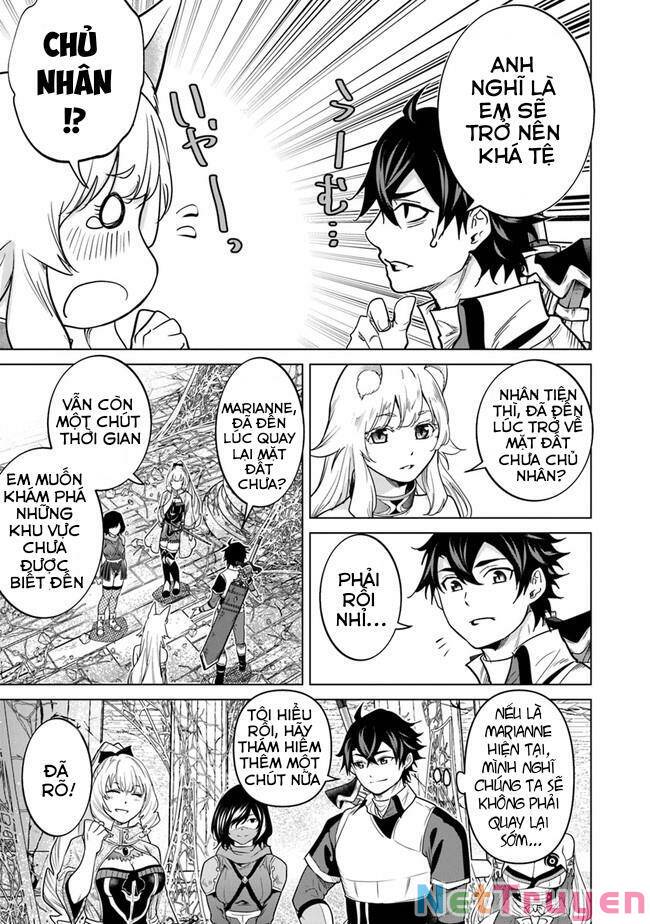 ANH
NGHĨ LÀ
EM SẼ
TRỞ NÊN
KHÁ TỆ
うーむ…
CHỦ
NHÂN
!?
いやーっ
NHÂN TIỆN
THÌ, ĐÃ ĐẾN
LÚC TRỞ VỀ
MẶT ĐẤT
CHƯA CHỦ
NHÂN?
PHẢI
RỒI
NHỈ...
MARIANNE,
ĐÃ ĐẾN
LÚC QUAY
LẠI MẶT
ĐẤT
CHƯA?
VẪN CÒN
MỘT CHÚT
THỜI GIAN
EM MUỐN
KHÁM PHÁ
NHỮNG
KHU VỰC
CHƯA
ĐƯỢC
BIẾT ĐẾN
NẾU LÀ
MARIANNE
HIỆN TẠI,
MÌNH NGHĨ
CHÚNG TA SẼ
KHÔNG PHẢI
QUAY LẠI
SỚM...
TÔI HIỂU
RỒI, HÃY
THÁM HIỂM
THÊM MỘT
CHÚT NỮA
ĐÃ
RÕ!
NetTruyen